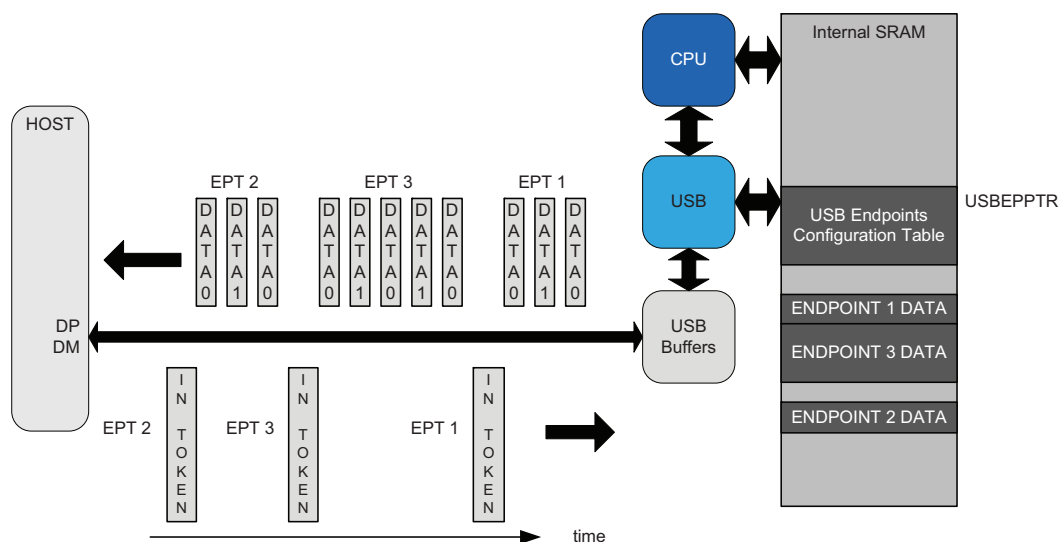 Internal SRAM
CPU
HOST
EPT 2
EPT 3
EPT 1
USB
USBEPPTR
USB Endpoints
Configuration Table
DATA0
DATA1
DATA0
DATA0
DATA1
DATA0
DATA1
DATA0
DATA0
DATA1
DATA0
ENDPOINT 1 DATA
DP
DM
USB
Buffers
ENDPOINT 3 DATA
ENDPOINT 2 DATA
EPT 2
IN TOKEN
EPT 3
IN TOKEN
EPT 1
IN TOKEN
time